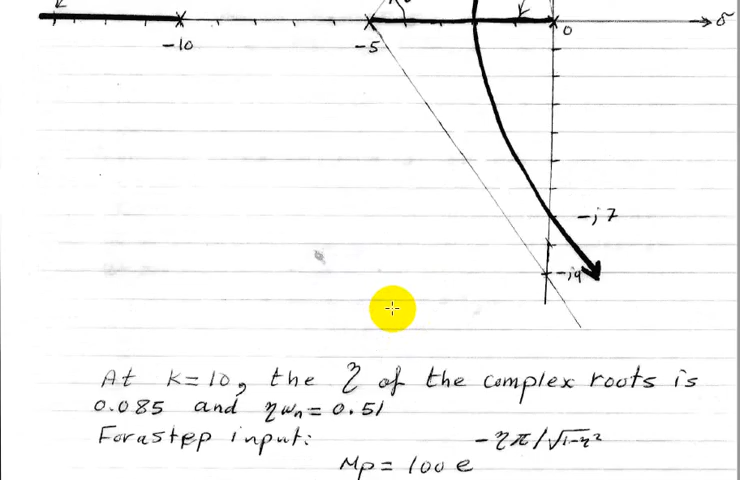 -10
-5
0
σ
-j7
-j9
At K=10, the ζ of the complex roots is
0.085 and ζωn = 0.51
For a step input:
Mp = 100 e^-ζπ/√1-ζ²